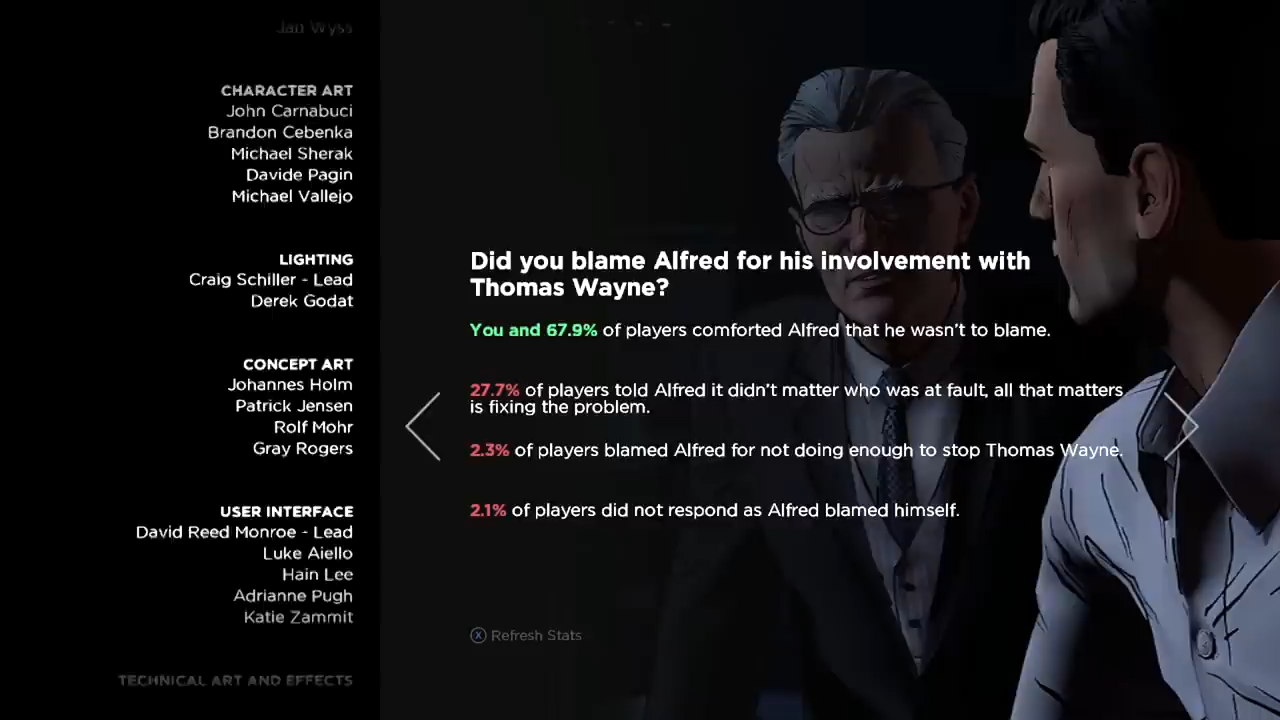 Jan Wyss
CHARACTER ART
John Carnabuci
Brandon Cebenka
Michael Sherak
Davide Pagin
Michael Vallejo
LIGHTING
Craig Schiller - Lead
Derek Godat
CONCEPT ART
Johannes Holm
Patrick Jensen
Rolf Mohr
Gray Rogers
USER INTERFACE
David Reed Monroe - Lead
Luke Aiello
Hain Lee
Adrianne Pugh
Katie Zammit
TECHNICAL ART AND EFFECTS
Did you blame Alfred for his involvement with
Thomas Wayne?
You and 67.9% of players comforted Alfred that he wasn't to blame.
27.7% of players told Alfred it didn't matter who was at fault, all that matters
is fixing the problem.
2.3% of players blamed Alfred for not doing enough to stop Thomas Wayne.
2.1% of players did not respond as Alfred blamed himself.
X Refresh Stats